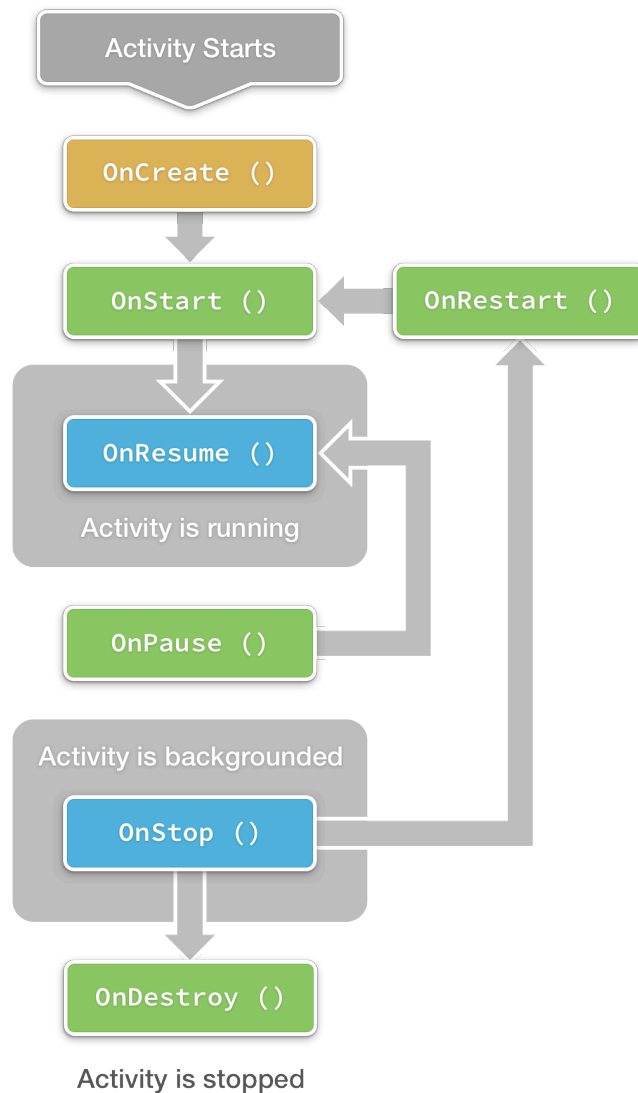 Activity Starts
OnCreate ()
OnStart ()
OnRestart ()
OnResume ()
Activity is running
OnPause ()
Activity is backgrounded
OnStop ()
OnDestroy ()
Activity is stopped